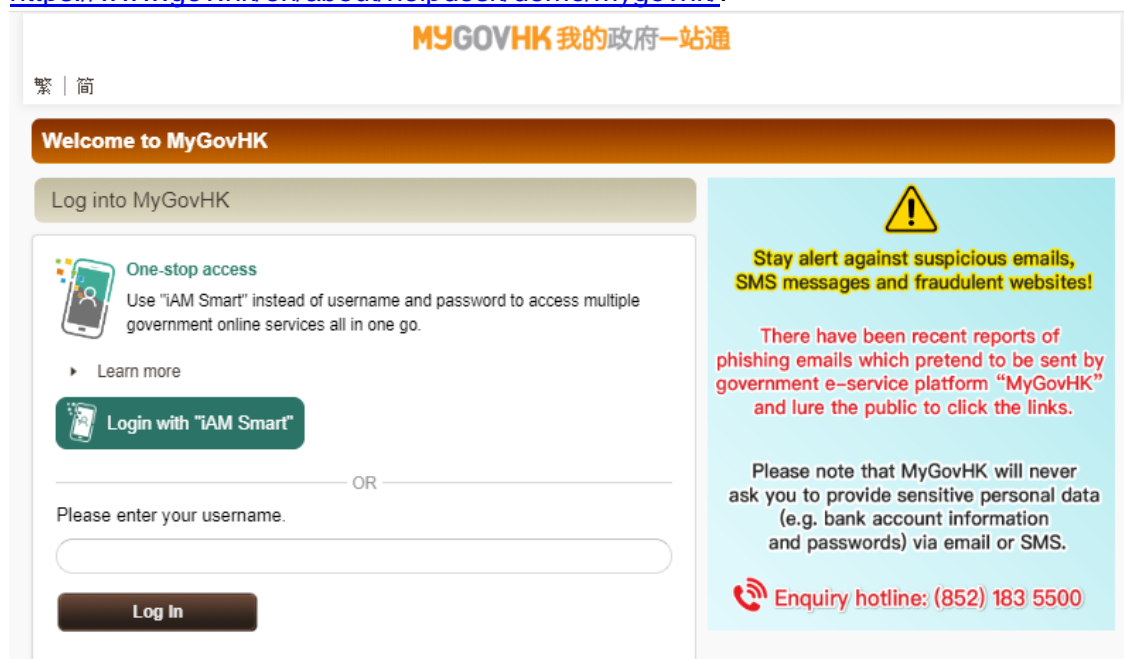 MYGOVHK 我的政府一站通
繁 | 简
Welcome to MyGovHK
Log into MyGovHK
One-stop access
Use "iAM Smart" instead of username and password to access multiple
government online services all in one go.
Learn more
Login with "iAM Smart"
OR
Please enter your username.
Log In
Stay alert against suspicious emails,
SMS messages and fraudulent websites!
There have been recent reports of
phishing emails which pretend to be sent by
government e-service platform “MyGovHK”
and lure the public to click the links.
Please note that MyGovHK will never
ask you to provide sensitive personal data
(e.g. bank account information
and passwords) via email or SMS.
Enquiry hotline: (852) 183 5500